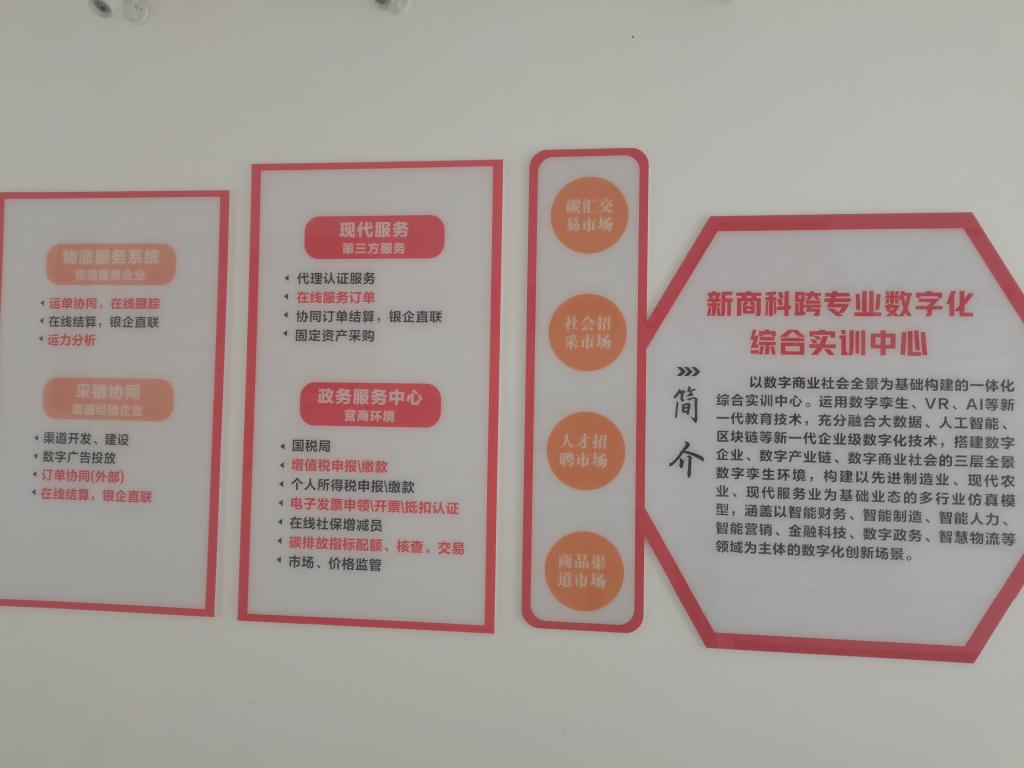 物流服务系统
物流服务企业
运单协同，在线跟踪
在线结算，银企直联
运力分析
采销协同
渠道经销企业
渠道开发、建设
数字广告投放
订单协同(外部)
在线结算，银企直联
现代服务
第三方服务
代理认证服务
在线服务订单
协同订单结算，银企直联
固定资产采购
政务服务中心
营商环境
国税局
增值税申报\缴款
个人所得税申报\缴款
电子发票申领\开票\抵扣认证
在线社保增减员
碳排放指标配额、核查、交易
市场、价格监管
碳汇交
易市场
社会招
采市场
人才招
聘市场
商品渠
道市场
新商科跨专业数字化
综合实训中心
简介
以数字商业社会全景为基础构建的一体化
综合实训中心。运用数字孪生、VR、AI等新
一代教育技术，充分融合大数据、人工智能、
区块链等新一代企业级数字化技术，搭建数字
企业、数字产业链、数字商业社会的三层全景
数字孪生环境，构建以先进制造业、现代农
业、现代服务业为基础业态的多行业仿真模
型，涵盖以智能财务、智能制造、智能人力、
智能营销、金融科技、数字政务、智慧物流等
领域为主体的数字化创新场景。